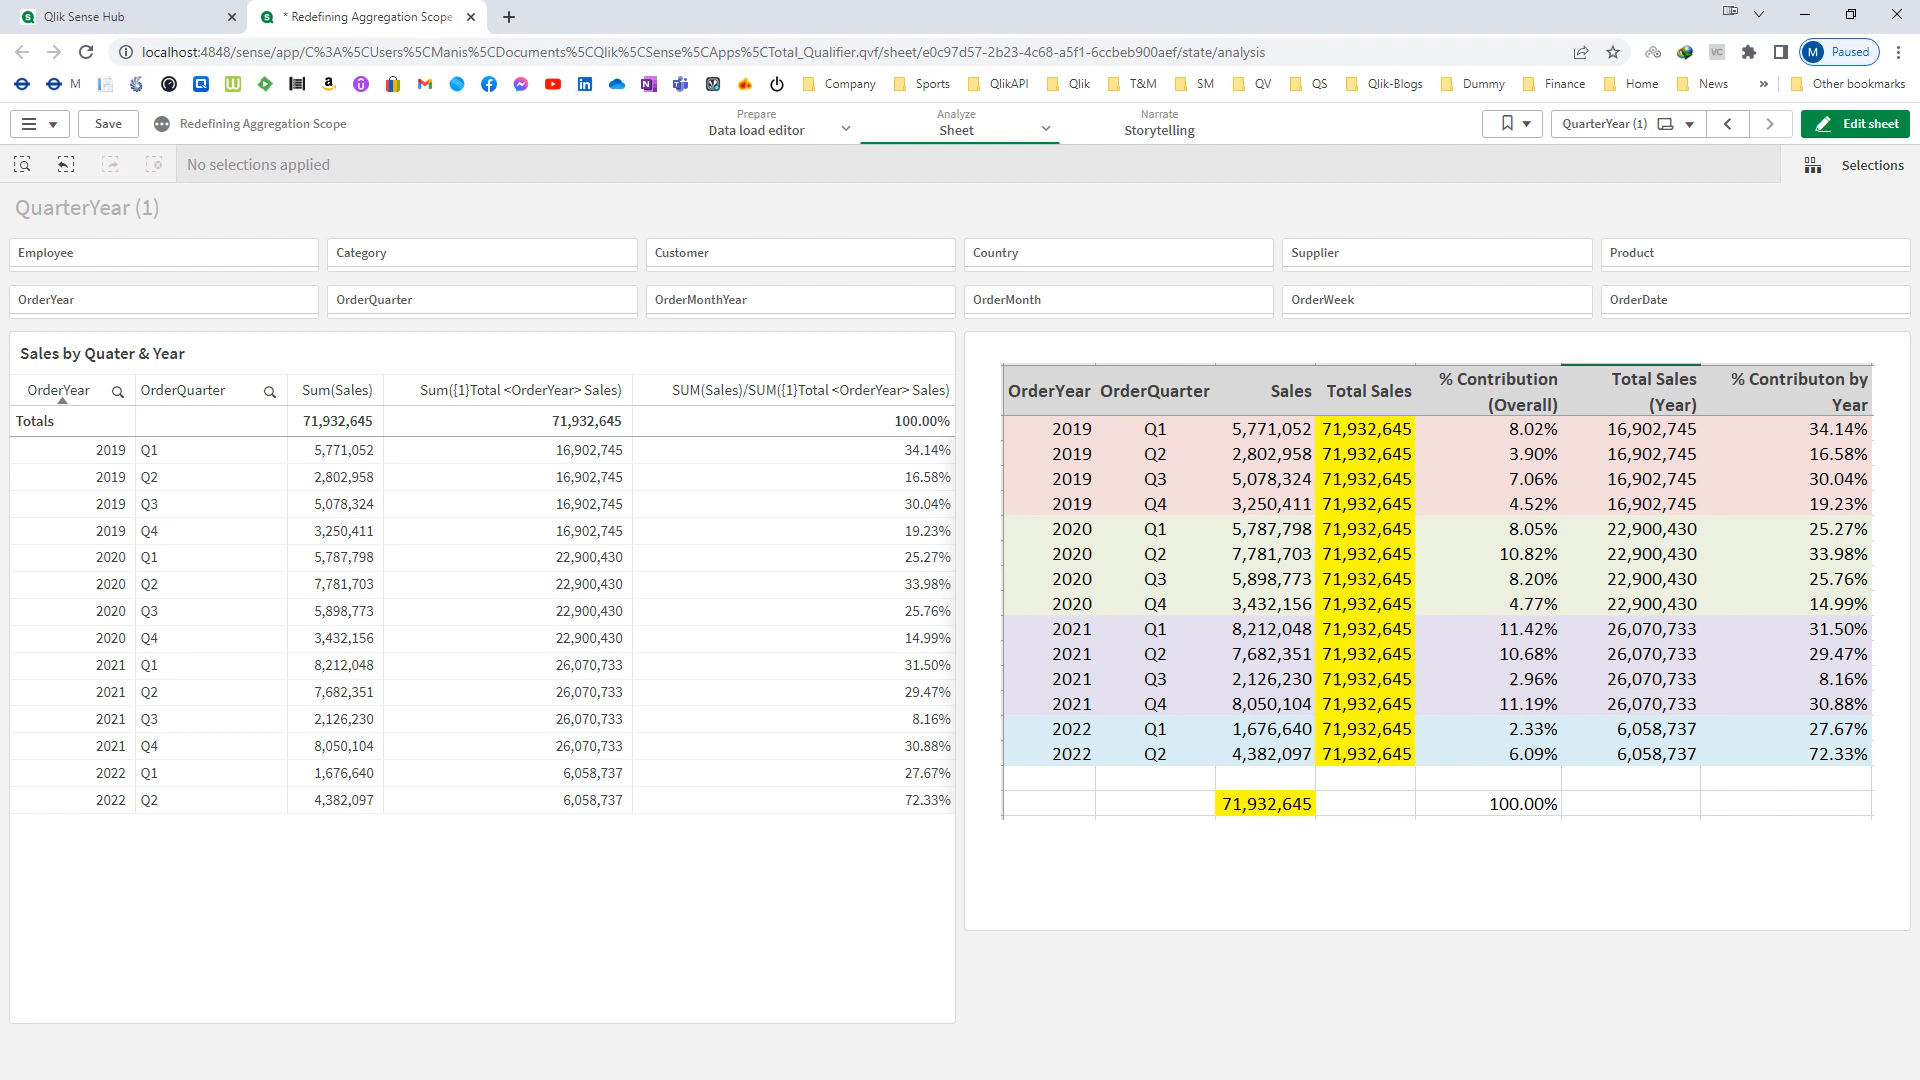 Qlik Sense Hub
* Redefining Aggregation Scope
localhost:4848/sense/app/C%3A%5CUsers%5CManis%5CDocuments%5CQlik%5CSense%5CApps%5CTotal_Qualifier.qvf/sheet/e0c97d57-2b23-4c68-a5f1-6ccbeb900aef/state/analysis
VC
M Paused
M
Company Sports QlikAPI Qlik T&M SM QV QS Qlik-Blogs Dummy Finance Home News » Other bookmarks
Prepare Analyze Narrate
Save Redefining Aggregation Scope Data load editor Sheet Storytelling QuarterYear (1) Edit sheet
No selections applied Selections
QuarterYear (1)
Employee Category Customer Country Supplier Product
OrderYear OrderQuarter OrderMonthYear OrderMonth OrderWeek OrderDate
Sales by Quater & Year
OrderYear OrderQuarter Sum(Sales) Sum({1}Total <OrderYear> Sales) SUM(Sales)/SUM({1}Total <OrderYear> Sales)
Totals 71,932,645 71,932,645 100.00%
2019 Q1 5,771,052 16,902,745 34.14%
2019 Q2 2,802,958 16,902,745 16.58%
2019 Q3 5,078,324 16,902,745 30.04%
2019 Q4 3,250,411 16,902,745 19.23%
2020 Q1 5,787,798 22,900,430 25.27%
2020 Q2 7,781,703 22,900,430 33.98%
2020 Q3 5,898,773 22,900,430 25.76%
2020 Q4 3,432,156 22,900,430 14.99%
2021 Q1 8,212,048 26,070,733 31.50%
2021 Q2 7,682,351 26,070,733 29.47%
2021 Q3 2,126,230 26,070,733 8.16%
2021 Q4 8,050,104 26,070,733 30.88%
2022 Q1 1,676,640 6,058,737 27.67%
2022 Q2 4,382,097 6,058,737 72.33%
% Contribution Total Sales % Contributon by
OrderYear OrderQuarter Sales Total Sales
(Overall) (Year) Year
2019 Q1 5,771,052 71,932,645 8.02% 16,902,745 34.14%
2019 Q2 2,802,958 71,932,645 3.90% 16,902,745 16.58%
2019 Q3 5,078,324 71,932,645 7.06% 16,902,745 30.04%
2019 Q4 3,250,411 71,932,645 4.52% 16,902,745 19.23%
2020 Q1 5,787,798 71,932,645 8.05% 22,900,430 25.27%
2020 Q2 7,781,703 71,932,645 10.82% 22,900,430 33.98%
2020 Q3 5,898,773 71,932,645 8.20% 22,900,430 25.76%
2020 Q4 3,432,156 71,932,645 4.77% 22,900,430 14.99%
2021 Q1 8,212,048 71,932,645 11.42% 26,070,733 31.50%
2021 Q2 7,682,351 71,932,645 10.68% 26,070,733 29.47%
2021 Q3 2,126,230 71,932,645 2.96% 26,070,733 8.16%
2021 Q4 8,050,104 71,932,645 11.19% 26,070,733 30.88%
2022 Q1 1,676,640 71,932,645 2.33% 6,058,737 27.67%
2022 Q2 4,382,097 71,932,645 6.09% 6,058,737 72.33%
71,932,645 100.00%